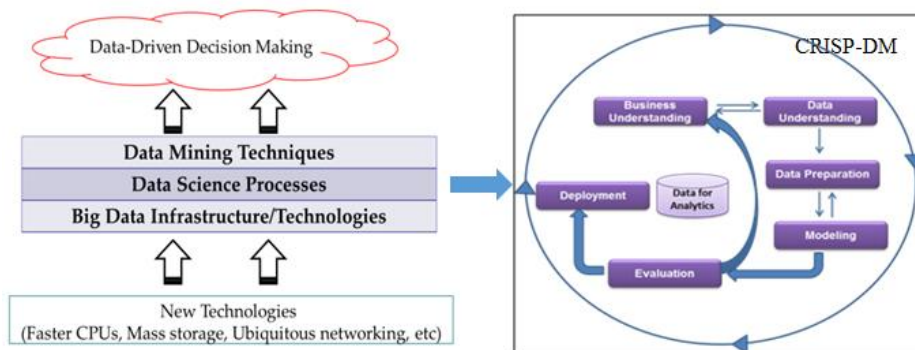 Data-Driven Decision Making
Data Mining Techniques
Data Science Processes
Big Data Infrastructure/Technologies
New Technologies
(Faster CPUs, Mass storage, Ubiquitous networking, etc)
CRISP-DM
Business
Understanding
Data
Understanding
Data Preparation
Modeling
Evaluation
Deployment
Data for
Analytics